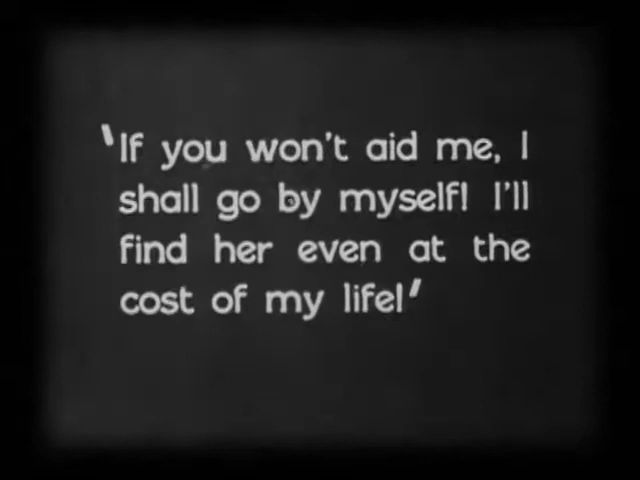 'If you won't aid me, I
shall go by myself! I'll
find her even at the
cost of my life!'